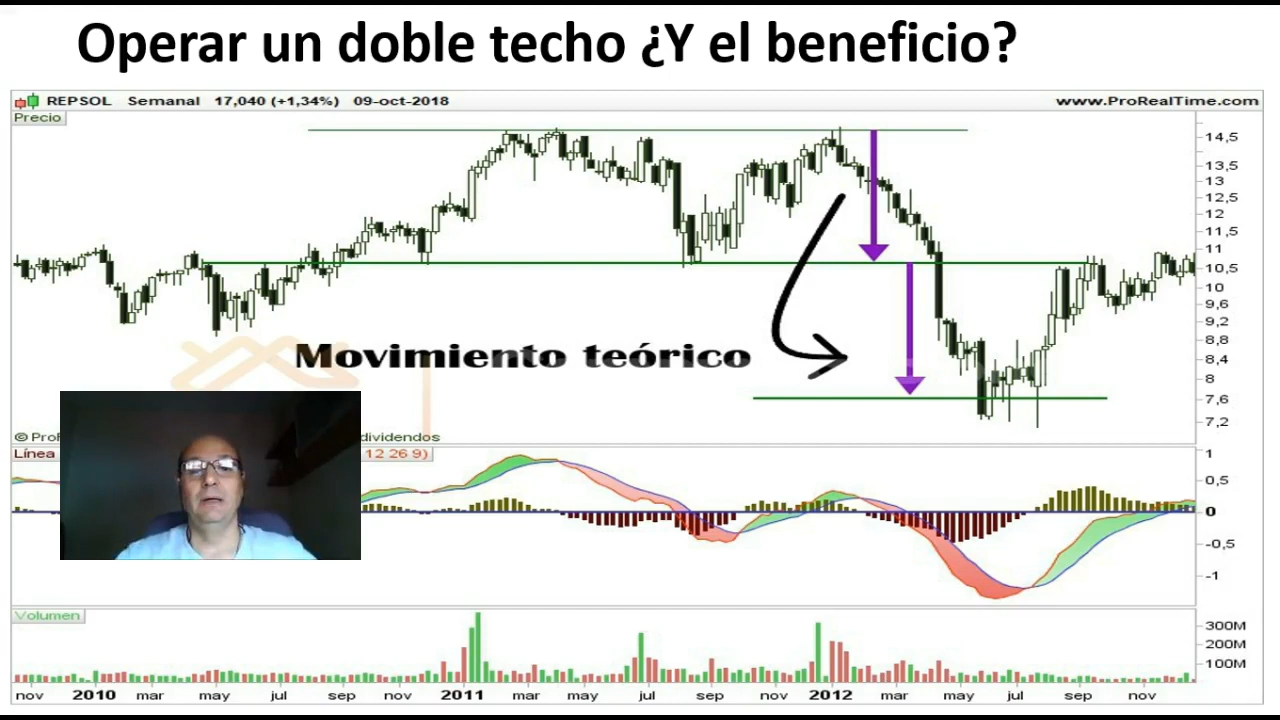 Operar un doble techo ¿Y el beneficio?
REPSOL Semanal 17,040 (+1,34%) 09-oct-2018 www.ProRealTime.com
Precio
14,5
13,5
13
12,5
12
11,5
11
10,5
10
9,6
9,2
8,8
8,4
8
7,6
7,2
Movimiento teórico
© ProR dividendos
Línea 12 26 9)
1
0,5
0
-0,5
-1
Volumen
300M
200M
100M
nov 2010 mar may jul sep nov 2011 mar may jul sep nov 2012 mar may jul sep nov